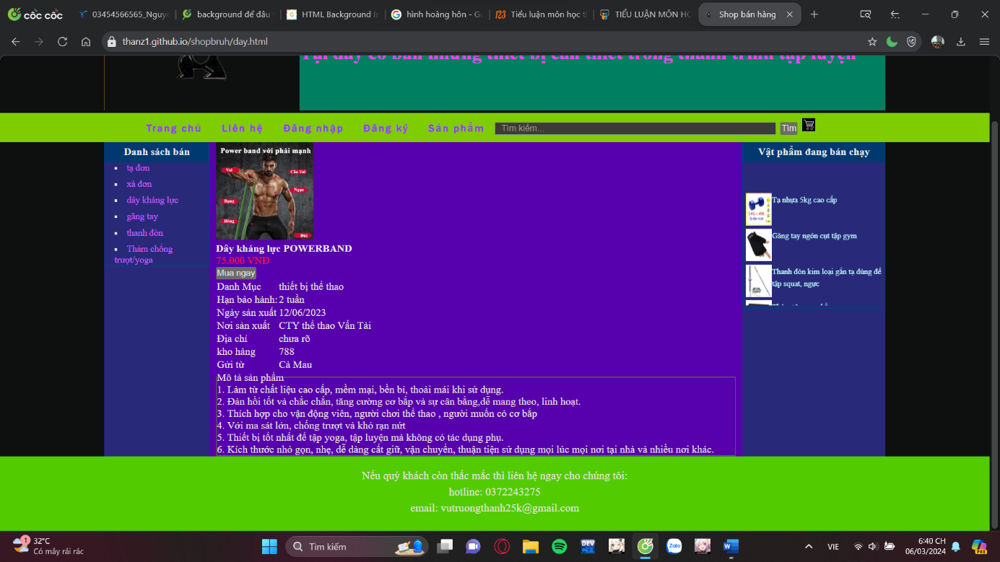 cốc cốc
03454566565_Nguye
background để đầu
HTML Background Im
hình hoàng hôn - Go
Tiểu luận môn học th
TIỂU LUẬN MÔN HỌ
Shop bán hàng
thanz1.github.io/shopbruh/day.html
Tại đây có bán những thiết bị cần thiết trong thành trình tập luyện
Trang chủ Liên hệ Đăng nhập Đăng ký Sản phẩm Tìm kiếm... Tìm
Danh sách bán
tạ đơn
xà đơn
dây kháng lực
găng tay
thanh đòn
Thảm chống
trượt/yoga
Power band với phái mạnh
Vai
Cằn Vai
Ngực
Bụng
Hông
Đùi
Dây kháng lực POWERBAND
75.000 VNĐ
Mua ngay
Danh Mục thiết bị thể thao
Hạn bảo hành: 2 tuần
Ngày sản xuất 12/06/2023
Nơi sản xuất CTY thể thao Vấn Tài
Địa chỉ chưa rõ
kho hàng 788
Gửi từ Cà Mau
Mô tả sản phẩm
1. Làm từ chất liệu cao cấp, mềm mại, bền bỉ, thoải mái khi sử dụng.
2. Đàn hồi tốt và chắc chắn, tăng cường cơ bắp và sự cân bằng,dễ mang theo, linh hoạt.
3. Thích hợp cho vận động viên, người chơi thể thao , người muốn có cơ bắp
4. Với ma sát lớn, chống trượt và khó rạn nứt
5. Thiết bị tốt nhất để tập yoga, tập luyện mà không có tác dụng phụ.
6. Kích thước nhỏ gọn, nhẹ, dễ dàng cất giữ, vận chuyển, thuận tiện sử dụng mọi lúc mọi nơi tại nhà và nhiều nơi khác.
Vật phẩm đang bán chạy
Tạ nhựa 5kg cao cấp
Găng tay ngón cụt tập gym
Thanh đòn kim loại gắn tạ dùng để
tập squat, ngực
Nếu quý khách còn thắc mắc thì liên hệ ngay cho chúng tôi:
hotline: 0372243275
email: vutruongthanh25k@gmail.com
1
32°C
Có mây rải rác
Tìm kiếm
VIE
6:40 CH
06/03/2024